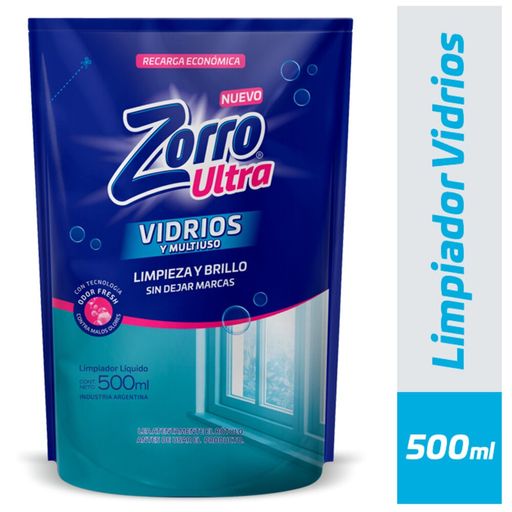 RECARGA ECONÓMICA
NUEVO
Zorro®
Ultra
VIDRIOS
Y MULTIUSO
LIMPIEZA Y BRILLO
SIN DEJAR MARCAS
CON TECNOLOGÍA
ODOR FRESH
CONTRA MALOS OLORES
Limpiador Líquido
CONT. NETO 500ml
INDUSTRIA ARGENTINA
LEA ATENTAMENTE EL RÓTULO
ANTES DE USAR EL PRODUCTO.
Limpiador Vidrios
500ml